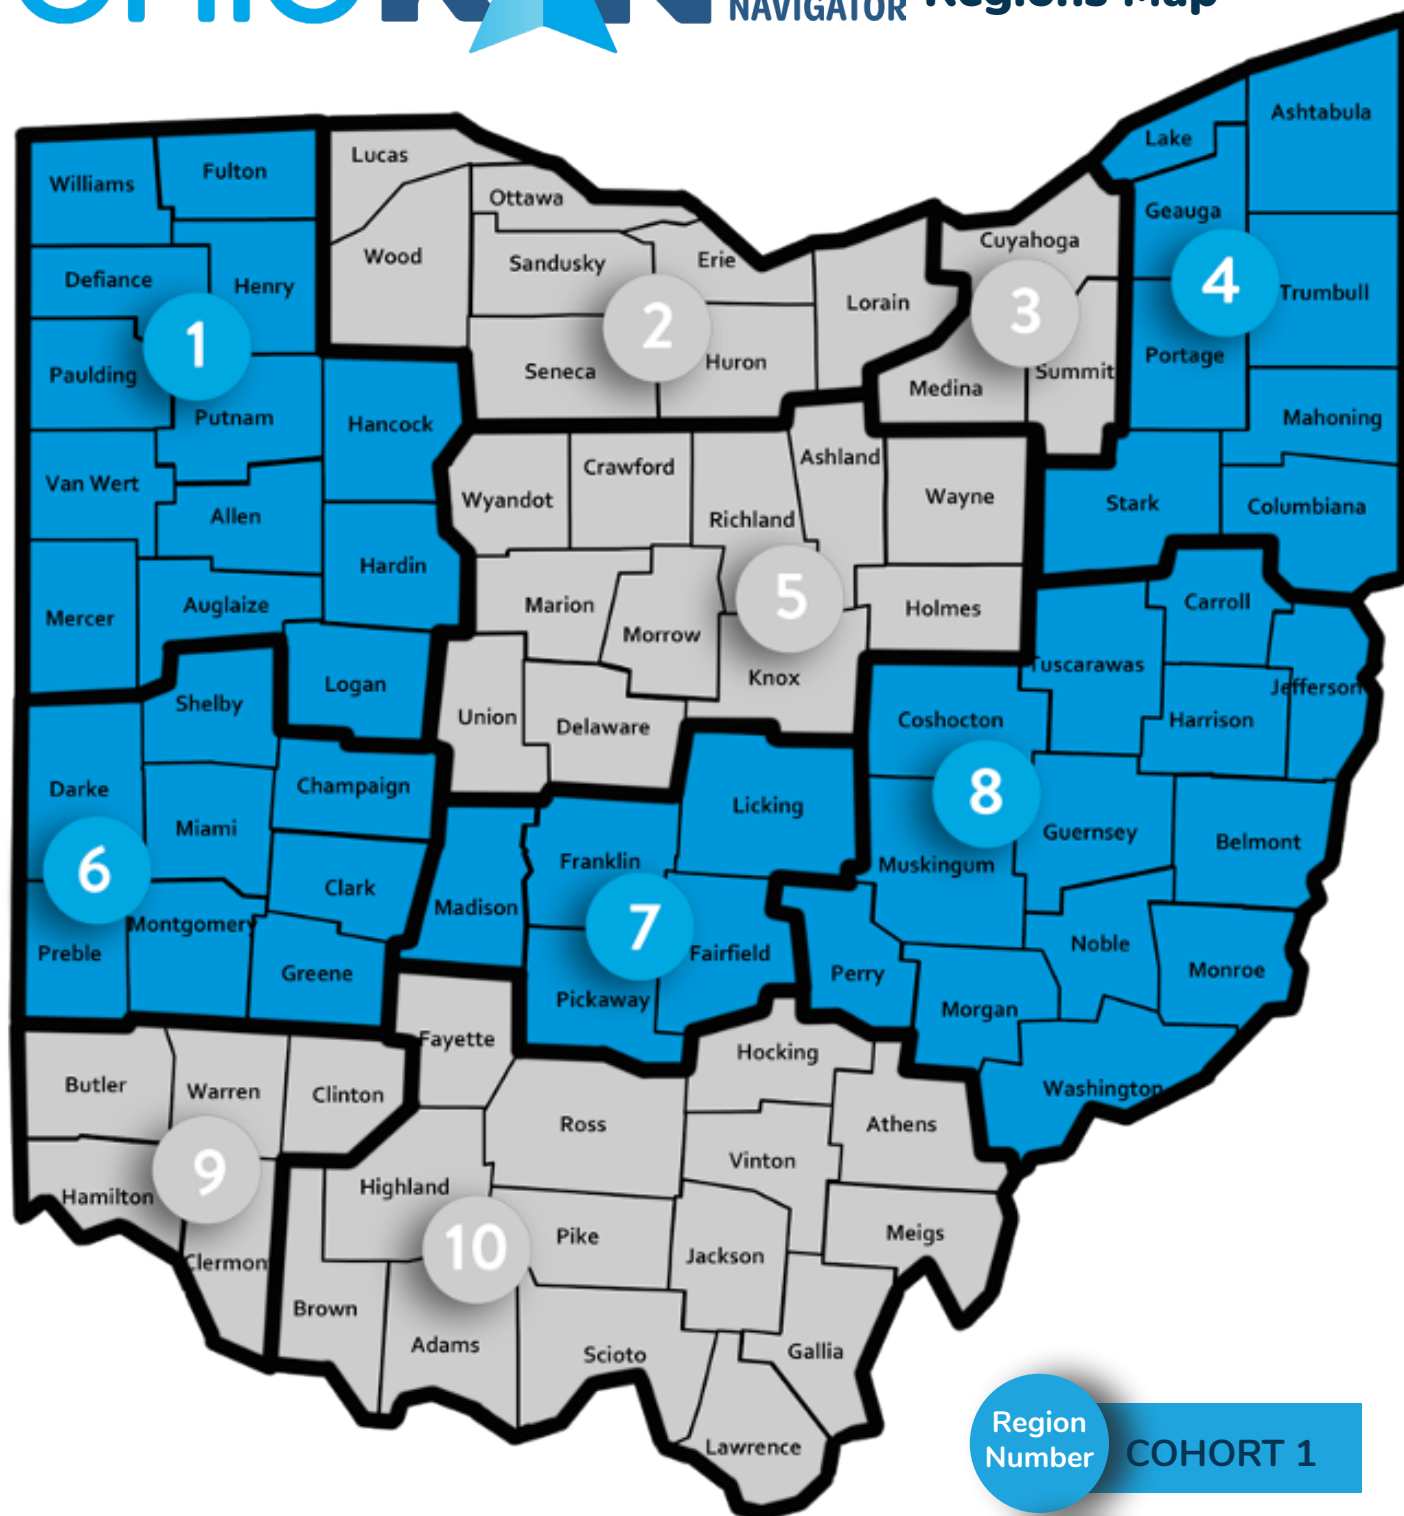 NAVIGATOR Regions Map
Ashtabula
Lake
Lucas
Fulton
Williams
Ottawa
Geauga
Cuyahoga
Wood
Sandusky
Erie
Defiance
Henry
4
Trumbull
Lorain
3
2
1
Portage
Huron
Seneca
Summit
Paulding
Medina
Putnam
Hancock
Mahoning
Ashland
Crawford
Van Wert
Wyandot
Wayne
Stark
Columbiana
Allen
Richland
Hardin
5
Carroll
Marion
Auglaize
Holmes
Mercer
Morrow
Tuscarawas
Knox
Logan
Jefferson
Shelby
Union
Coshocton
Harrison
Delaware
Champaign
Darke
8
Licking
Miami
Guernsey
Belmont
Franklin
Muskingum
6
Clark
Madison
Montgomery
7
Noble
Preble
Fairfield
Greene
Perry
Monroe
Pickaway
Morgan
Fayette
Hocking
Butler
Warren
Clinton
Washington
Ross
Athens
Vinton
9
Highland
Hamilton
Pike
Meigs
10
Jackson
Clermont
Brown
Adams
Scioto
Gallia
Lawrence
Region
Number
COHORT 1